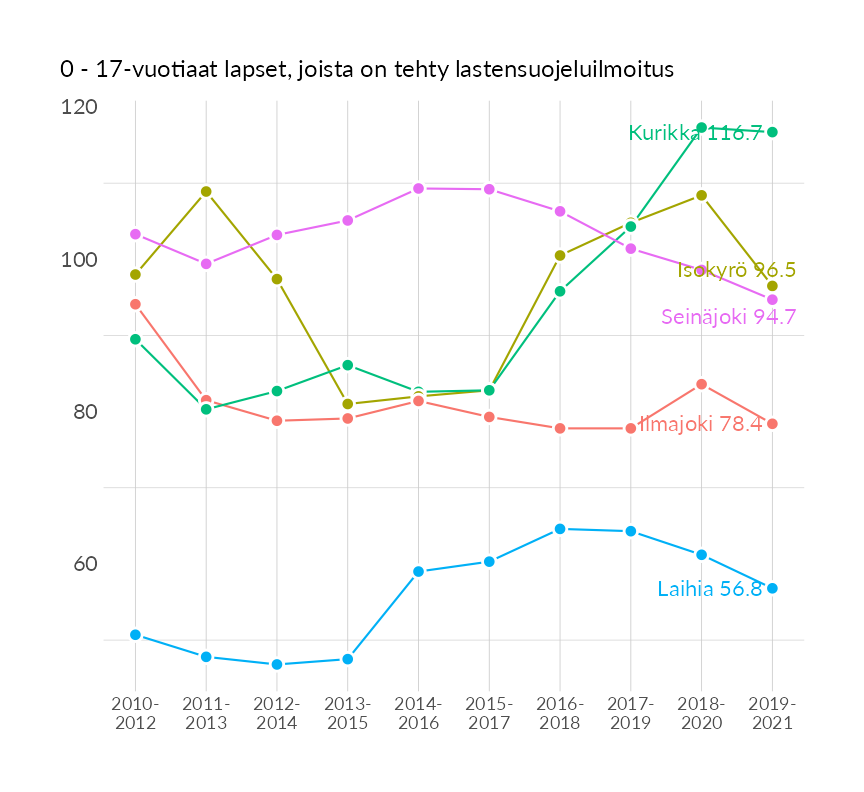 0 - 17-vuotiaat lapset, joista on tehty lastensuojeluilmoitus
120
Kurikka 116.7
100
Isokyrö 96.5
Seinäjoki 94.7
80
Ilmajoki 78.4
60
Laihia 56.8
2010- 2011- 2012- 2013- 2014- 2015- 2016- 2017- 2018- 2019-
2012 2013 2014 2015 2016 2017 2018 2019 2020 2021